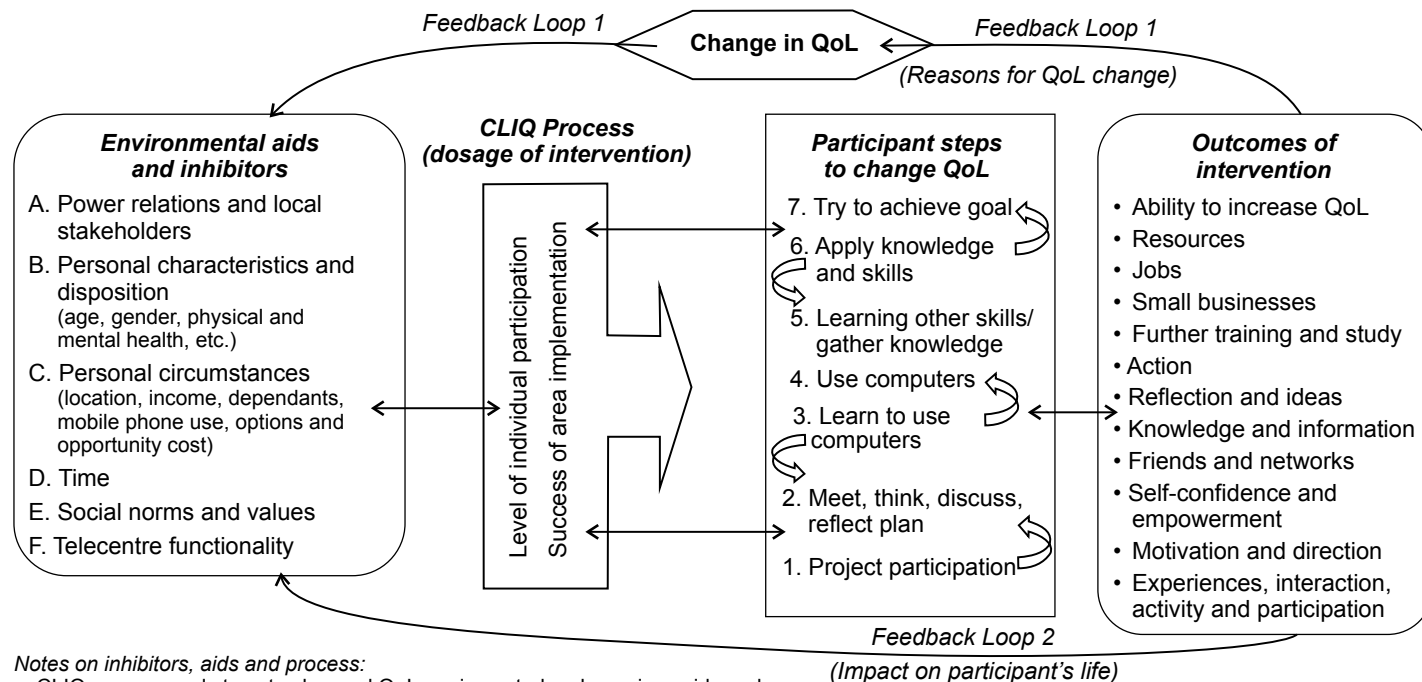 Feedback Loop 1
Change in QoL
Feedback Loop 1
(Reasons for QoL change)
Environmental aids
and inhibitors
A. Power relations and local
stakeholders
B. Personal characteristics and
disposition
(age, gender, physical and
mental health, etc.)
C. Personal circumstances
(location, income, dependants,
mobile phone use, options and
opportunity cost)
D. Time
E. Social norms and values
F. Telecentre functionality
CLIQ Process
(dosage of intervention)
Level of individual participation
Success of area implementation
Participant steps
to change QoL
7. Try to achieve goal
6. Apply knowledge
and skills
5. Learning other skills/
gather knowledge
4. Use computers
3. Learn to use
computers
2. Meet, think, discuss,
reflect plan
1. Project participation
Outcomes of
intervention
• Ability to increase QoL
• Resources
• Jobs
• Small businesses
• Further training and study
• Action
• Reflection and ideas
• Knowledge and information
• Friends and networks
• Self-confidence and
empowerment
• Motivation and direction
• Experiences, interaction,
activity and participation
Feedback Loop 2
(Impact on participant's life)
Notes on inhibitors, aids and process: